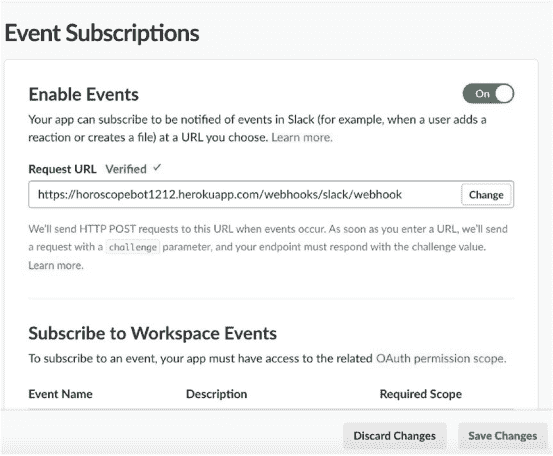 Event Subscriptions
Enable Events
On
Your app can subscribe to be notified of events in Slack (for example, when a user adds a
reaction or creates a file) at a URL you choose. Learn more.
Request URL Verified ✓
https://horoscopebot1212.herokuapp.com/webhooks/slack/webhook
Change
We'll send HTTP POST requests to this URL when events occur. As soon as you enter a URL, we'll send
a request with a challenge parameter, and your endpoint must respond with the challenge value.
Learn more.
Subscribe to Workspace Events
To subscribe to an event, your app must have access to the related OAuth permission scope.
Event Name Description Required Scope
Discard Changes Save Changes